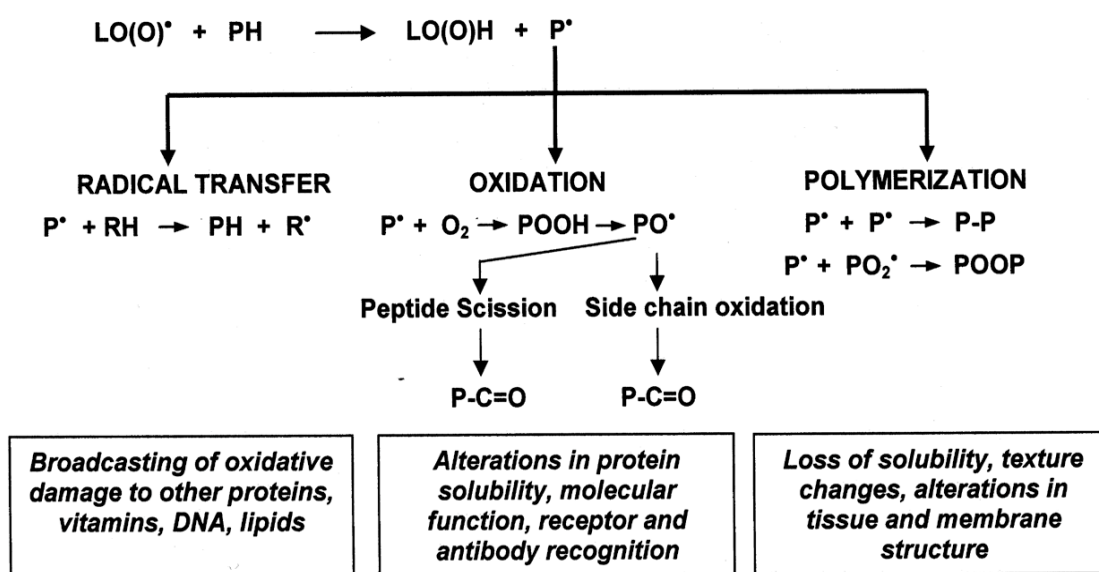 LO(O)• + PH → LO(O)H + P•
RADICAL TRANSFER
P• + RH → PH + R•
OXIDATION
P• + O₂ → POOH → PO•
Peptide Scission
Side chain oxidation
P-C=O
P-C=O
POLYMERIZATION
P• + P• → P-P
P• + PO₂• → POOP
Broadcasting of oxidative
damage to other proteins,
vitamins, DNA, lipids
Alterations in protein
solubility, molecular
function, receptor and
antibody recognition
Loss of solubility, texture
changes, alterations in
tissue and membrane
structure